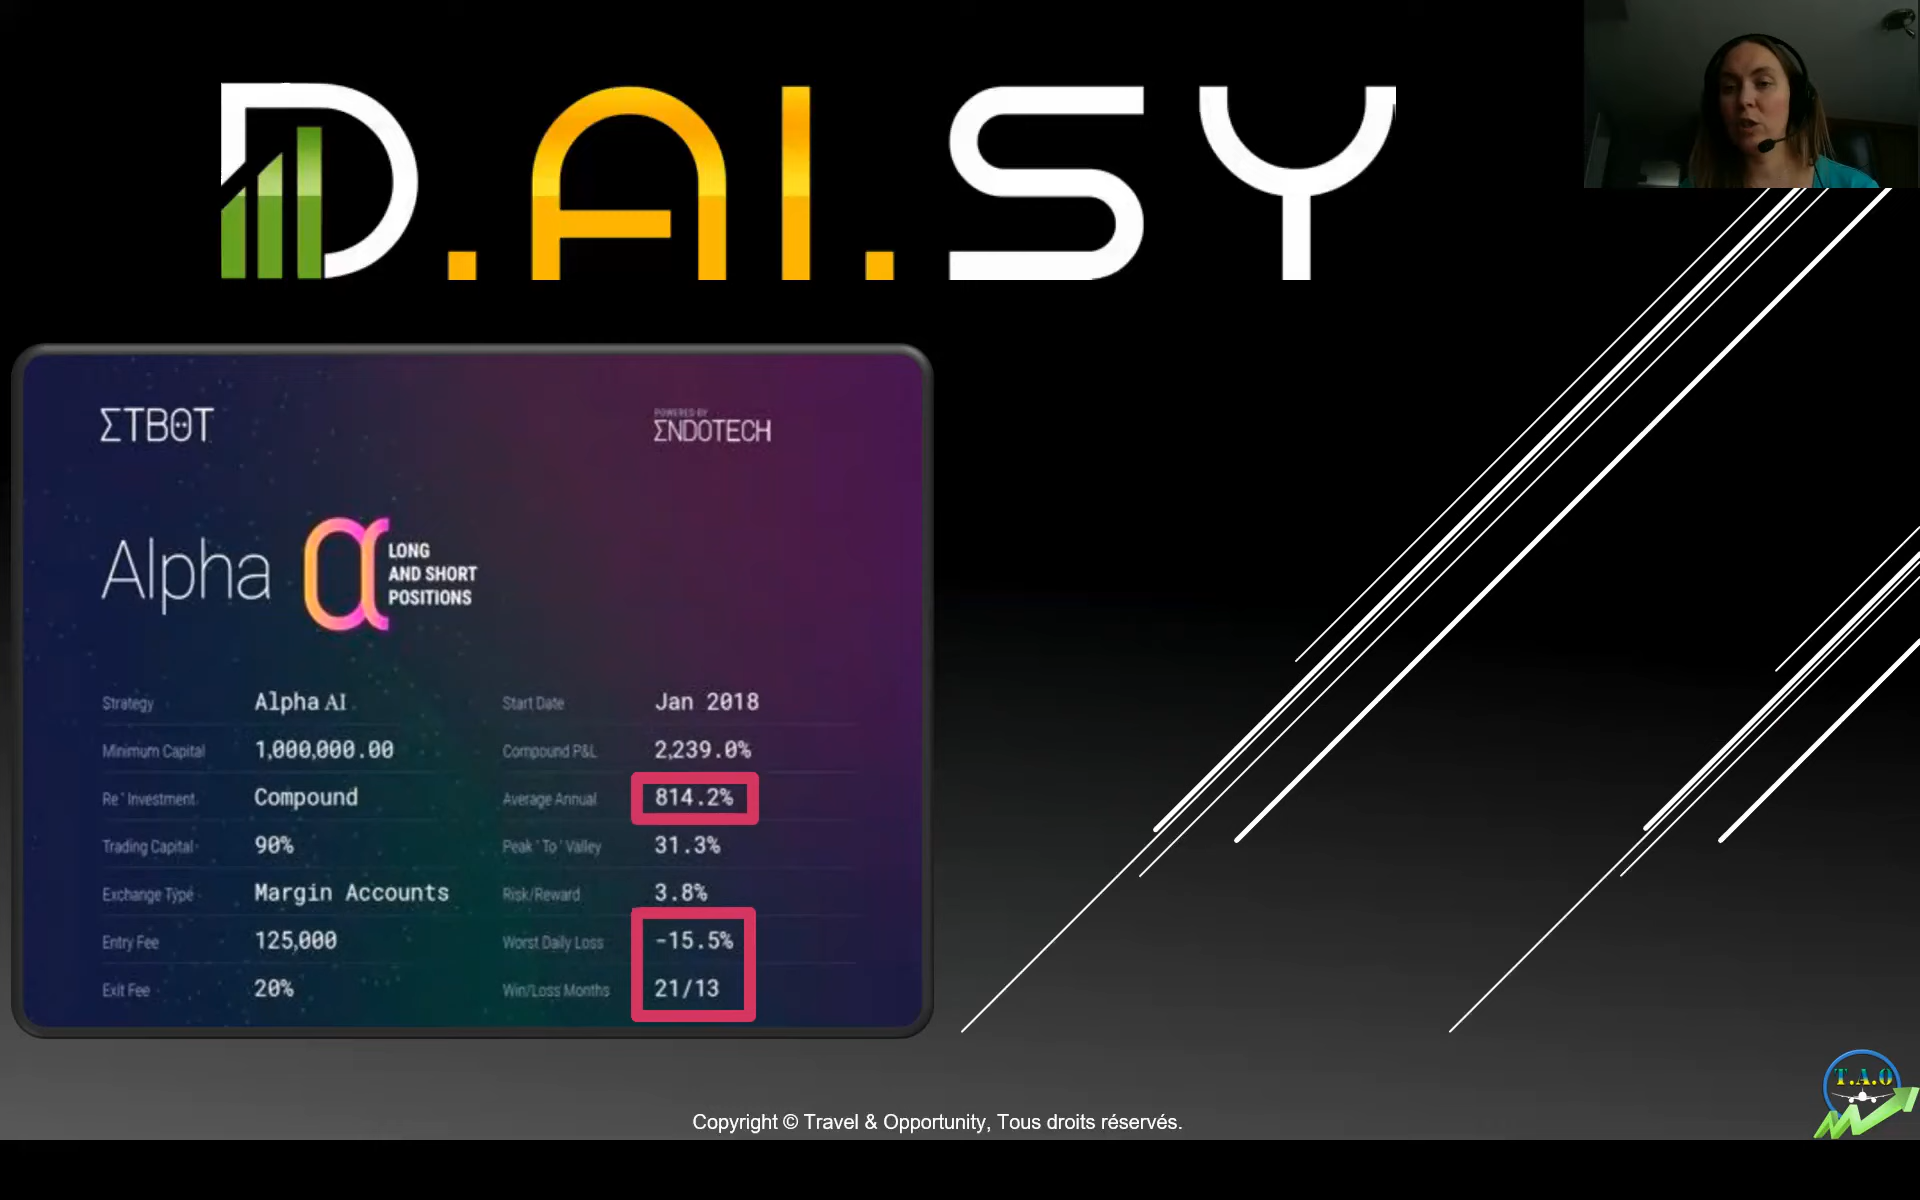 D.AI.SY
ΣTBOT
POWERED BY
ΣNDOTECH
Alpha α LONG
AND SHORT
POSITIONS
Strategy Alpha AI Start Date Jan 2018
Minimum Capital 1,000,000.00 Compound P&L 2,239.0%
Re'Investment Compound Average Annual 814.2%
Trading Capital 90% Peak'To'Valley 31.3%
Exchange Type Margin Accounts Risk/Reward 3.8%
Entry Fee 125,000 Worst Daily Loss -15.5%
Exit Fee 20% Win/Loss Months 21/13
T.A.O
Copyright © Travel & Opportunity, Tous droits réservés.